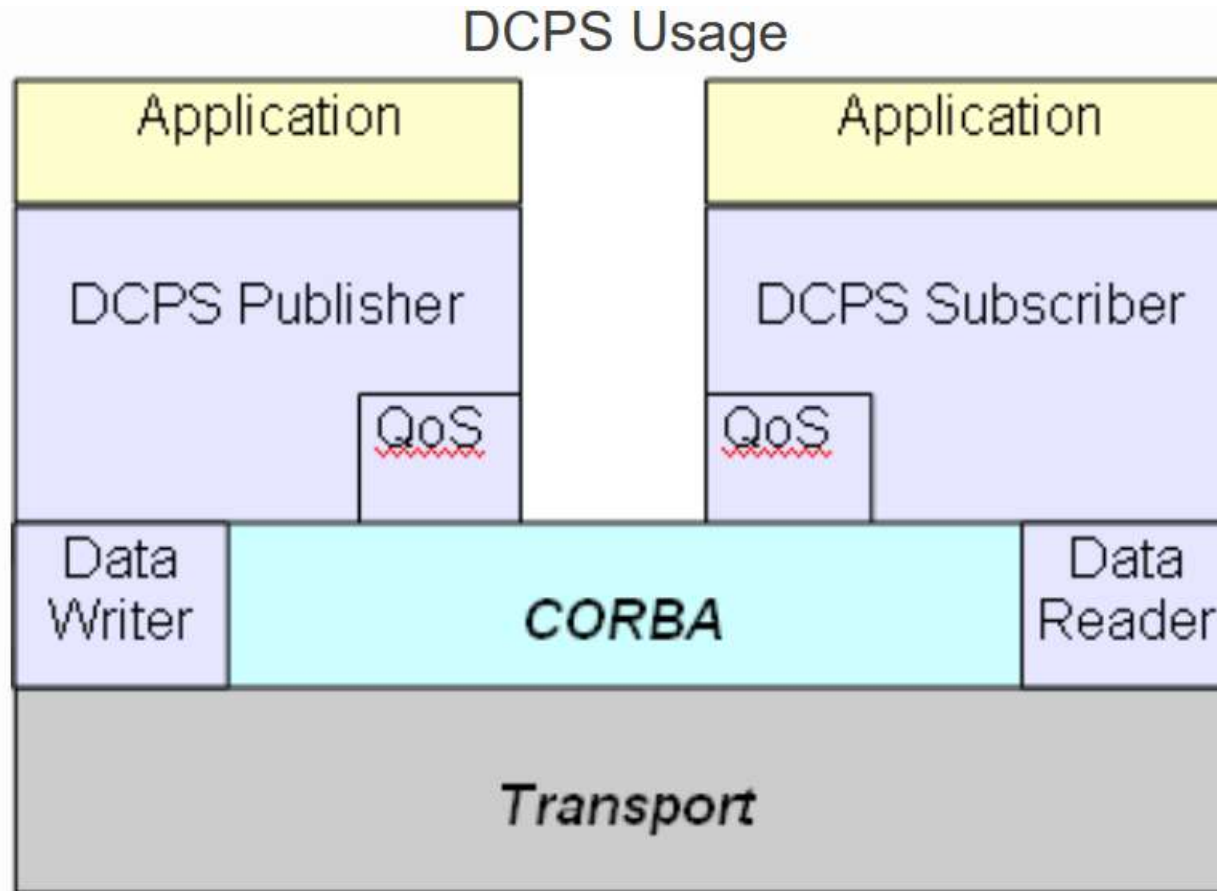 DCPS Usage
Application
Application
DCPS Publisher
DCPS Subscriber
QoS
QoS
Data
Writer
CORBA
Data
Reader
Transport